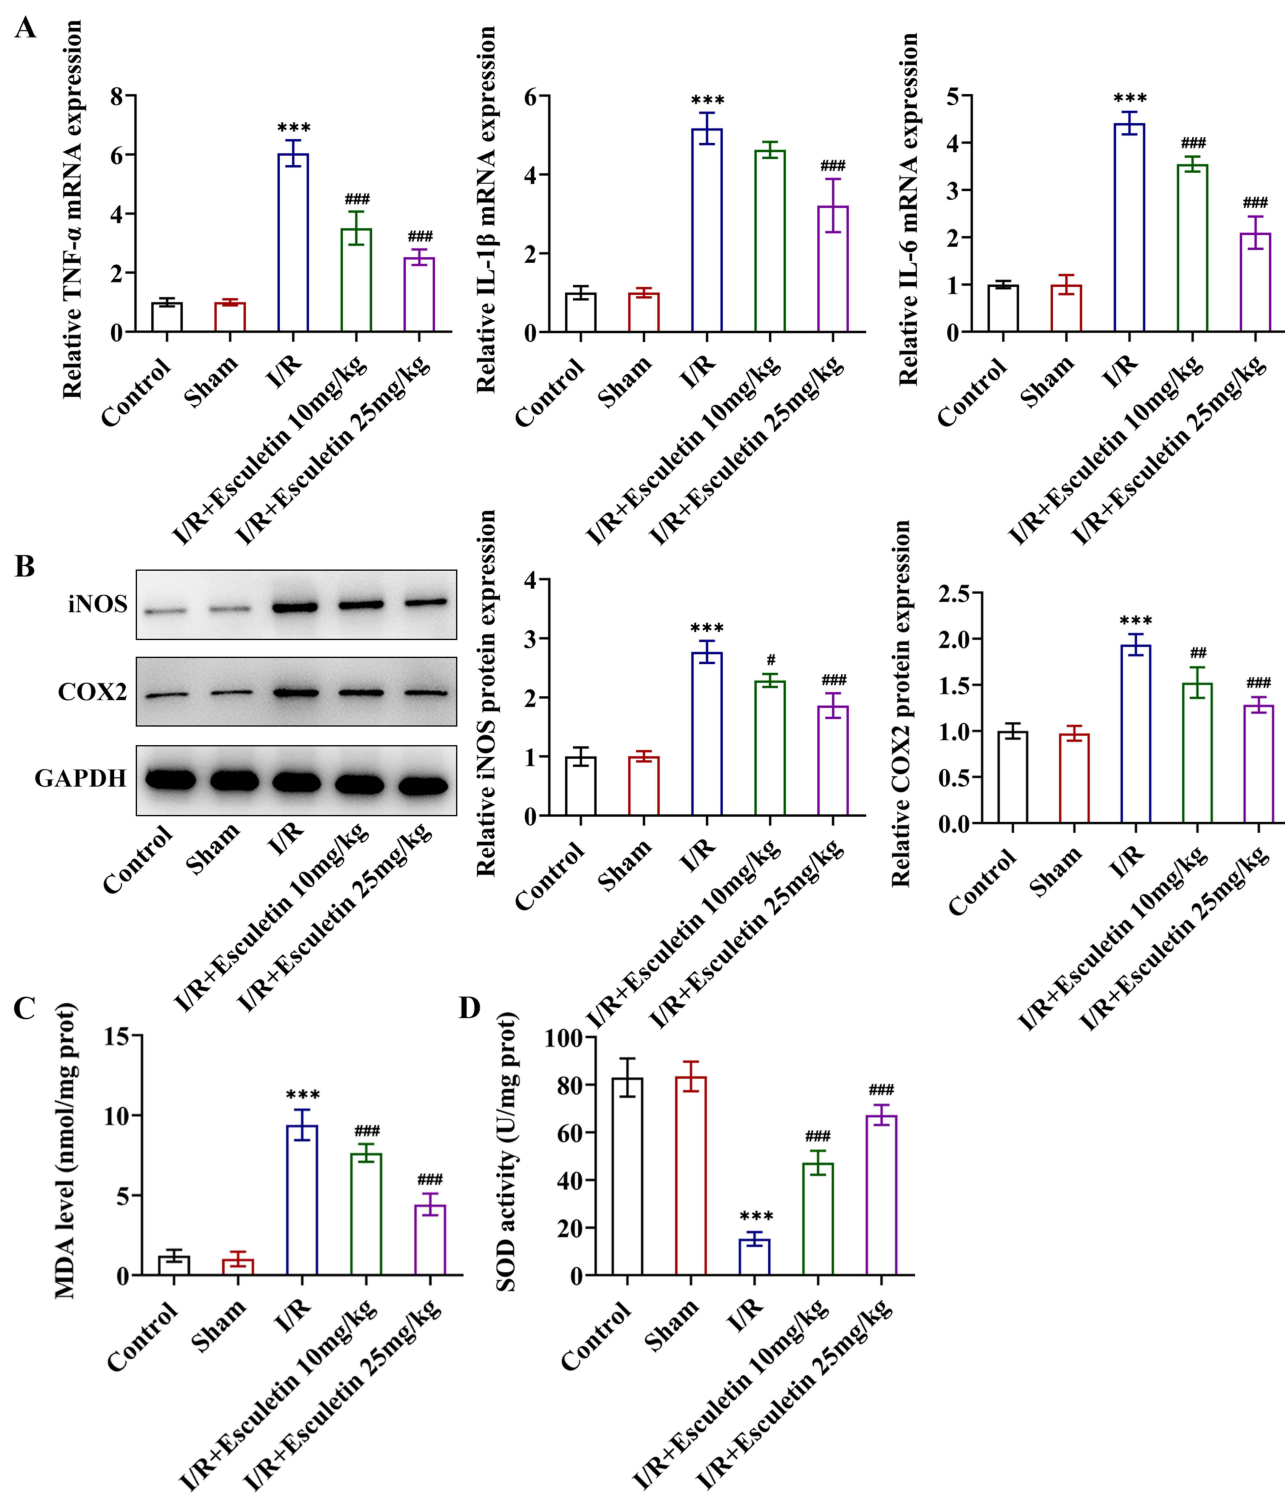 A
Relative TNF-α mRNA expression
8
6
4
2
0
***
###
###
Control
Sham
I/R
I/R+Esculetin 10mg/kg
I/R+Esculetin 25mg/kg
Relative IL-1β mRNA expression
6
4
2
0
***
###
Control
Sham
I/R
I/R+Esculetin 10mg/kg
I/R+Esculetin 25mg/kg
Relative IL-6 mRNA expression
5
4
3
2
1
0
***
###
###
Control
Sham
I/R
I/R+Esculetin 10mg/kg
I/R+Esculetin 25mg/kg
B
iNOS
COX2
GAPDH
Control
Sham
I/R
I/R+Esculetin 10mg/kg
I/R+Esculetin 25mg/kg
Relative iNOS protein expression
4
3
2
1
0
***
#
###
Control
Sham
I/R
I/R+Esculetin 10mg/kg
I/R+Esculetin 25mg/kg
Relative COX2 protein expression
2.5
2.0
1.5
1.0
0.5
0.0
***
##
###
Control
Sham
I/R
I/R+Esculetin 10mg/kg
I/R+Esculetin 25mg/kg
C
MDA level (nmol/mg prot)
15
10
5
0
***
###
###
Control
Sham
I/R
I/R+Esculetin 10mg/kg
I/R+Esculetin 25mg/kg
D
SOD activity (U/mg prot)
100
80
60
40
20
0
***
###
###
Control
Sham
I/R
I/R+Esculetin 10mg/kg
I/R+Esculetin 25mg/kg